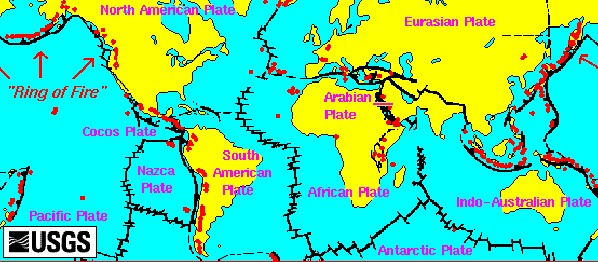 North American Plate
Eurasian Plate
"Ring of Fire"
Arabian
Plate
Cocos Plate
Nazca
Plate
South
American
Plate
African Plate
Indo-Australian Plate
Pacific Plate
Antarctic Plate
USGS